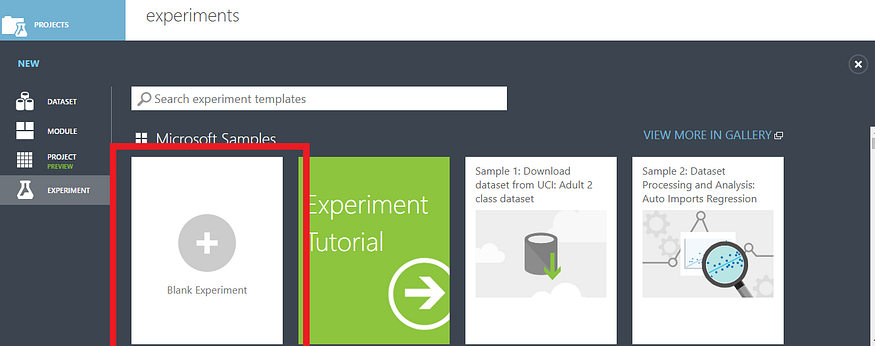 PROJECTS
experiments
NEW
DATASET
MODULE
PROJECT
PREVIEW
EXPERIMENT
Search experiment templates
Microsoft Samples
VIEW MORE IN GALLERY
Blank Experiment
Experiment
Tutorial
Sample 1: Download
dataset from UCI: Adult 2
class dataset
Sample 2: Dataset
Processing and Analysis:
Auto Imports Regression